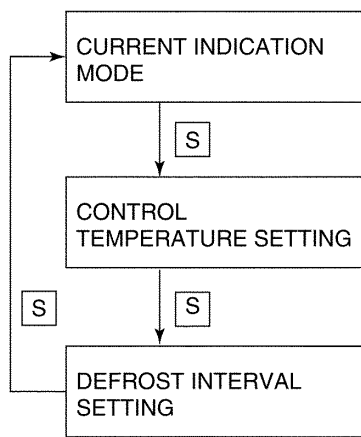 CURRENT INDICATION
MODE
S
CONTROL
TEMPERATURE SETTING
S
S
DEFROST INTERVAL
SETTING